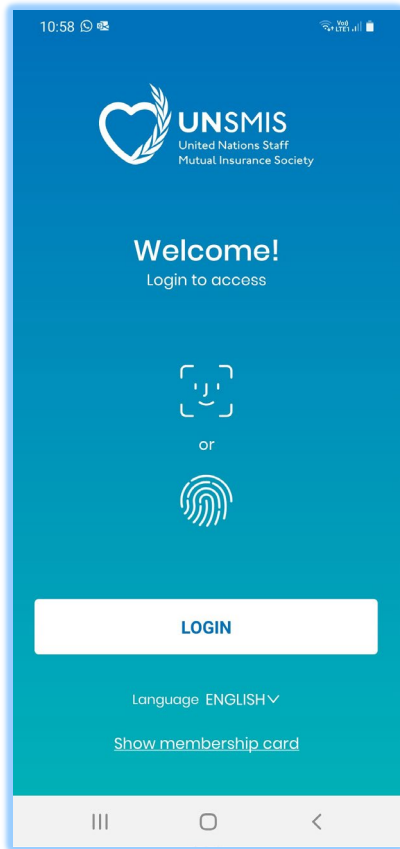 10:58
UNSMIS
United Nations Staff
Mutual Insurance Society
Welcome!
Login to access
or
LOGIN
Language ENGLISH
Show membership card